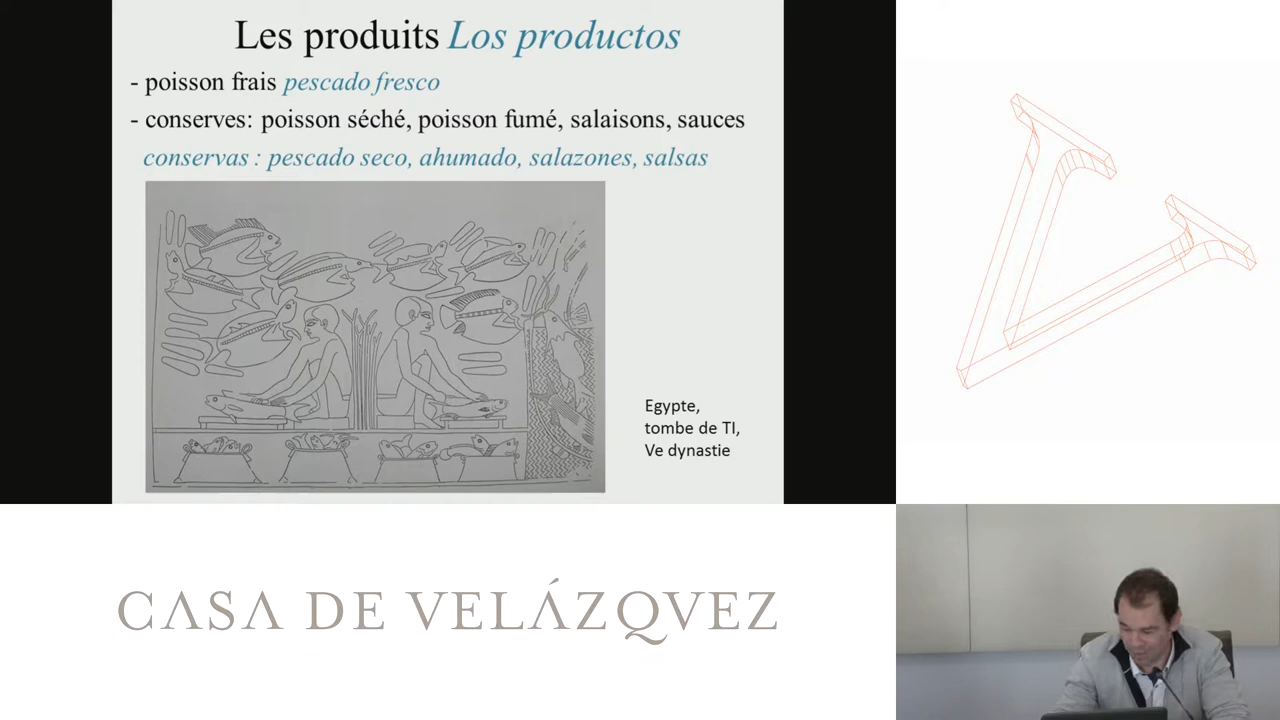 Les produits Los productos
- poisson frais pescado fresco
- conserves: poisson séché, poisson fumé, salaisons, sauces
conservas : pescado seco, ahumado, salazones, salsas
Egypte,
tombe de TI,
Ve dynastie
CASA DE VELÁZQVEZ